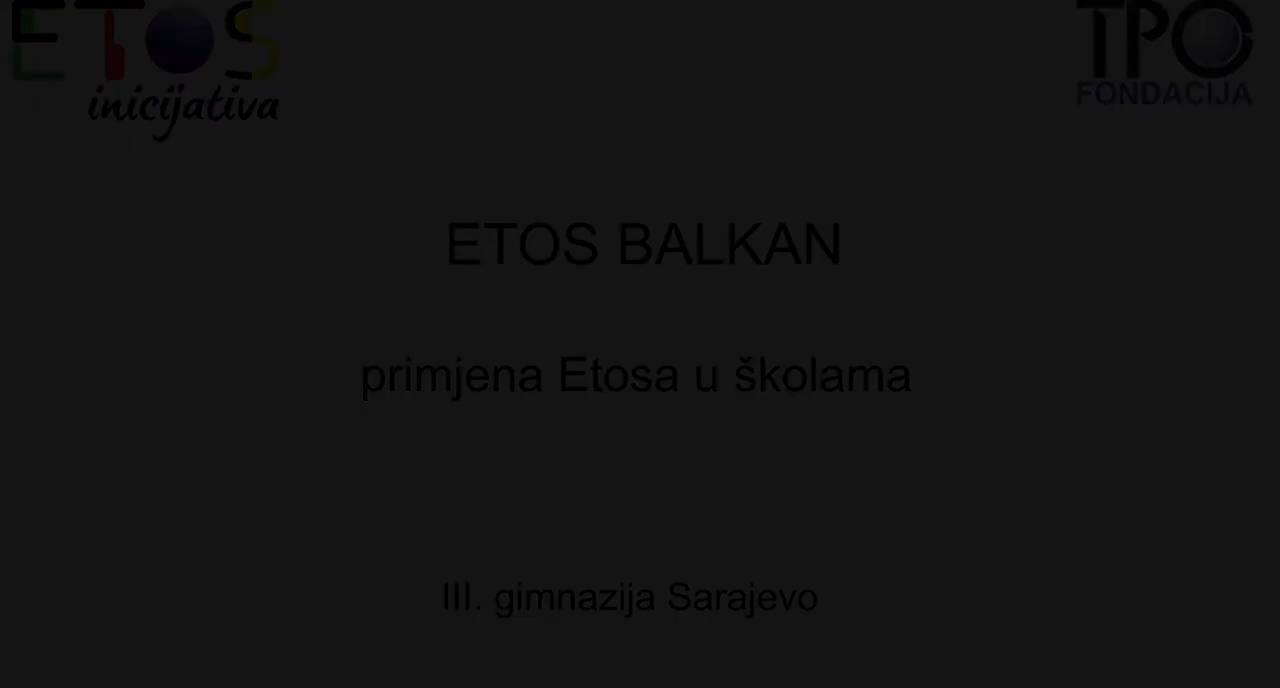 ETOS
inicijativa
TPO
FONDACIJA
ETOS BALKAN
primjena Etosa u školama
III. gimnazija Sarajevo